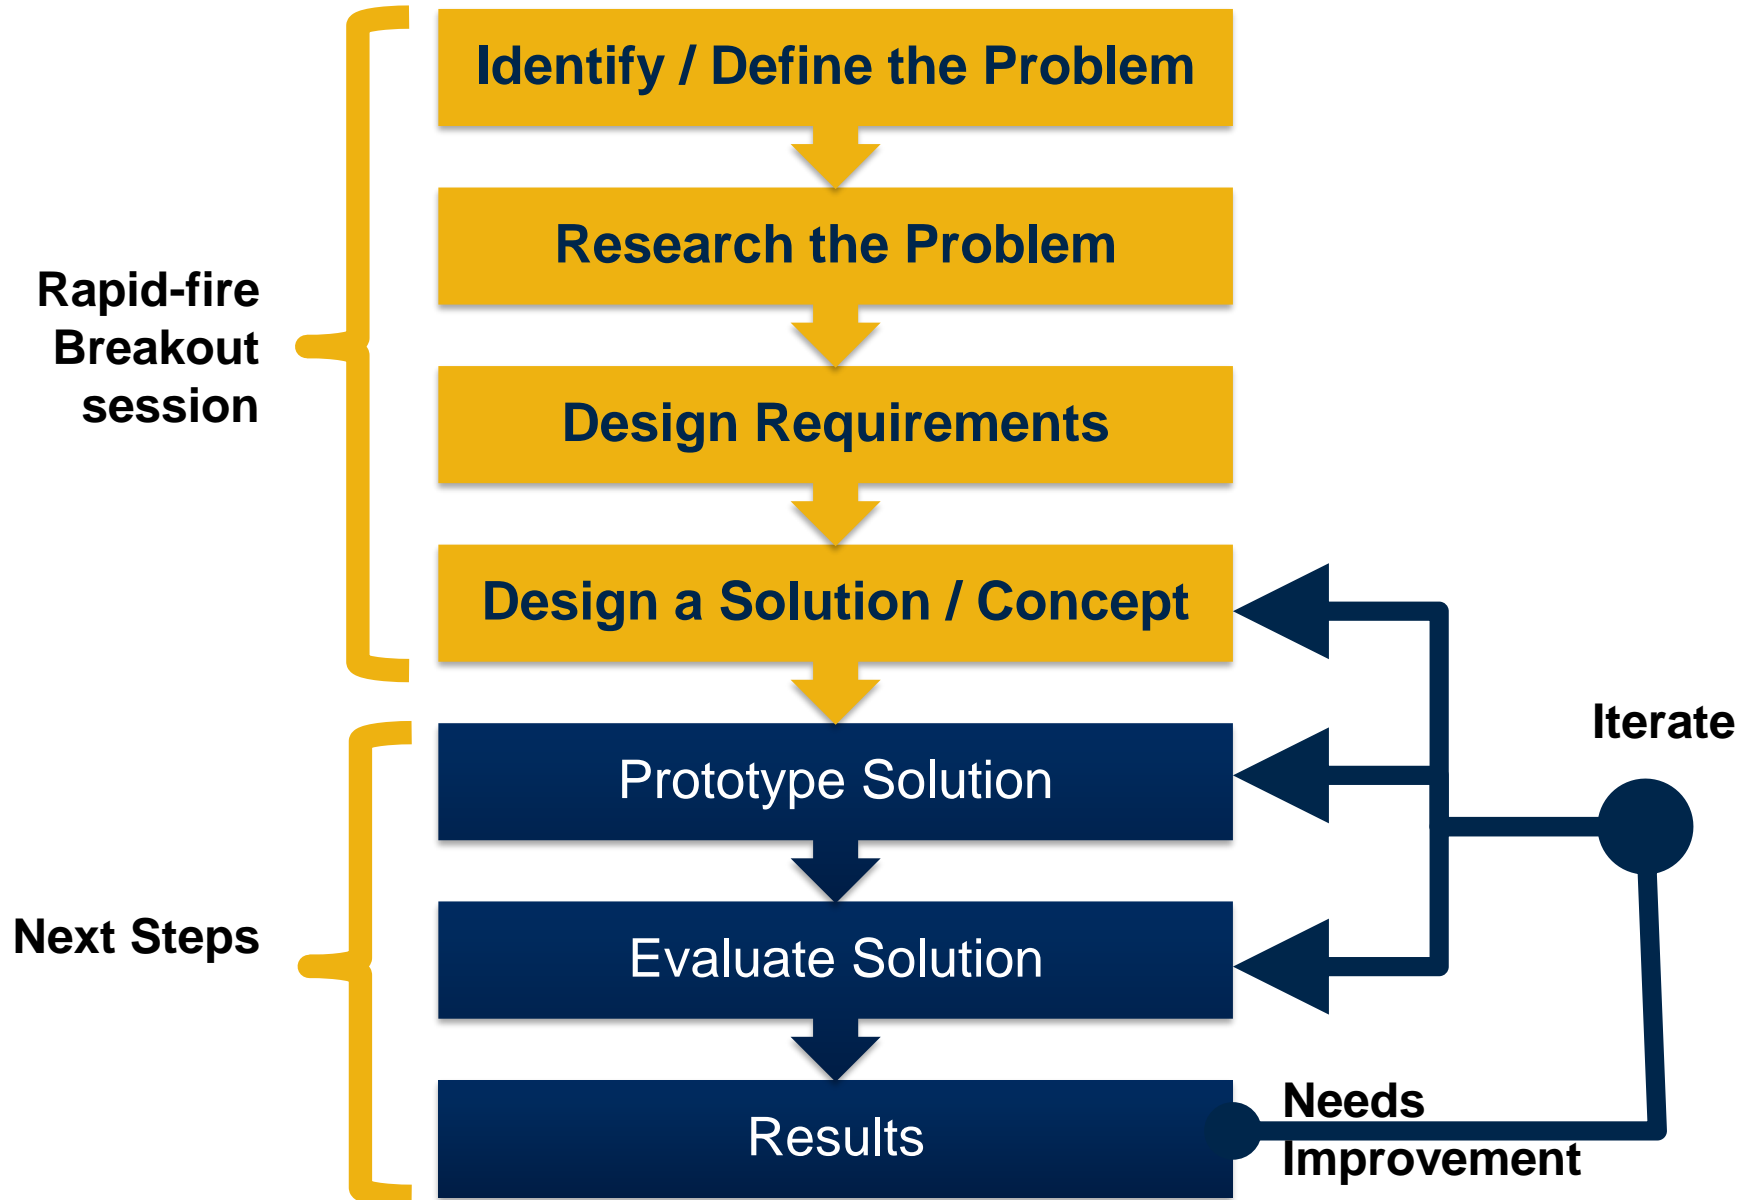 Identify / Define the Problem
Research the Problem
Rapid-fire
Breakout
session
Design Requirements
Design a Solution / Concept
Iterate
Prototype Solution
Next Steps
Evaluate Solution
Needs
Improvement
Results